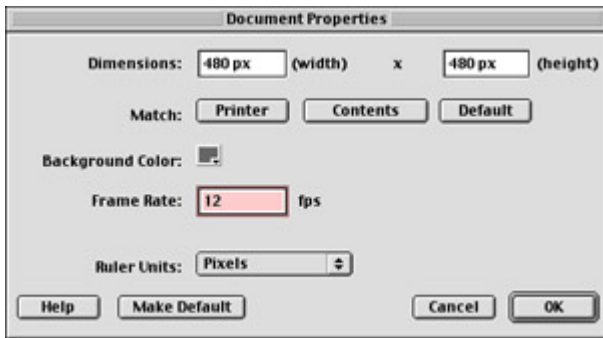 Document Properties
Dimensions: 480 px (width) x 480 px (height)
Match: Printer Contents Default
Background Color:
Frame Rate: 12 fps
Ruler Units: Pixels
Help Make Default Cancel OK